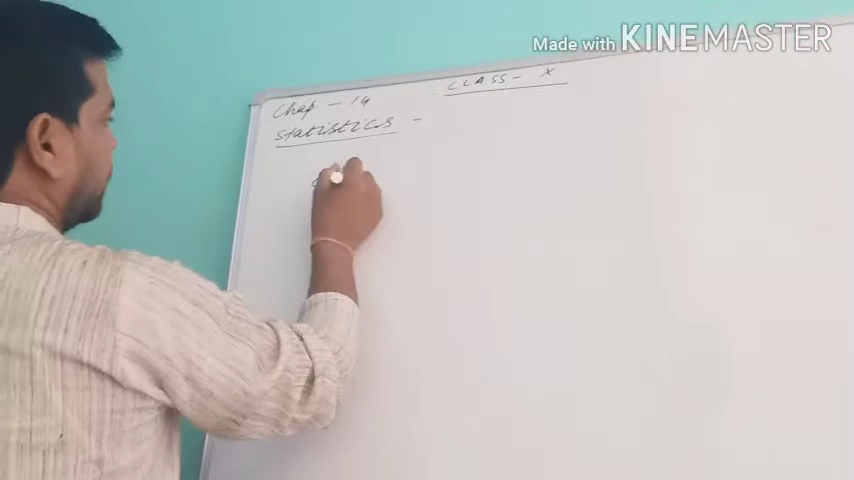 Made with KINEMASTER
CLASS - X
Chap - 14
Statistics -